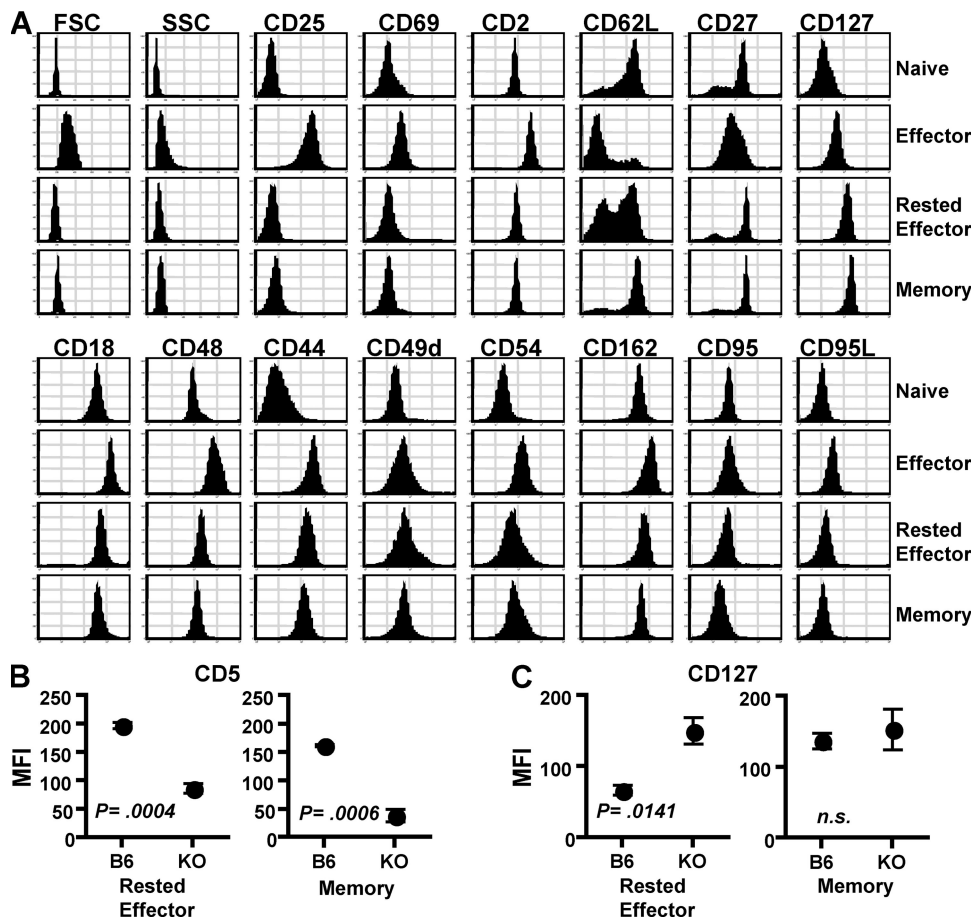 A
FSC SSC CD25 CD69 CD2 CD62L CD27 CD127
Naive
Effector
Rested
Effector
Memory
CD18 CD48 CD44 CD49d CD54 CD162 CD95 CD95L
Naive
Effector
Rested
Effector
Memory
B CD5
MFI
250
200
150
100
50
0
P= .0004
B6 KO
Rested
Effector
250
200
150
100
50
0
P= .0006
B6 KO
Memory
C CD127
MFI
200
100
0
P= .0141
B6 KO
Rested
Effector
200
100
0
n.s.
B6 KO
Memory